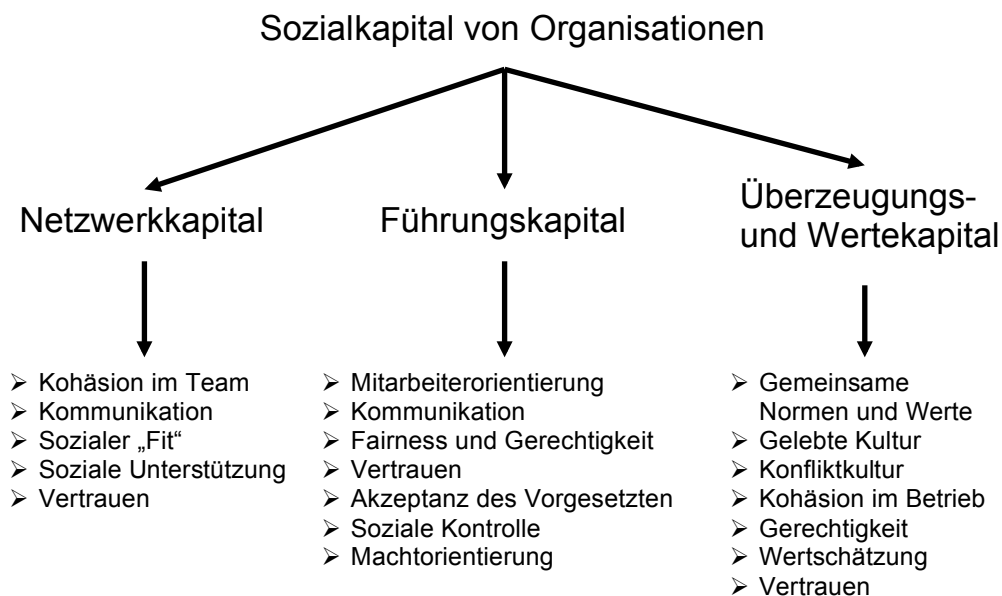 Sozialkapital von Organisationen
Netzwerkkapital
Führungskapital
Überzeugungs-
und Wertekapital
➢ Kohäsion im Team
➢ Kommunikation
➢ Sozialer „Fit“
➢ Soziale Unterstützung
➢ Vertrauen
➢ Mitarbeiterorientierung
➢ Kommunikation
➢ Fairness und Gerechtigkeit
➢ Vertrauen
➢ Akzeptanz des Vorgesetzten
➢ Soziale Kontrolle
➢ Machtorientierung
➢ Gemeinsame
Normen und Werte
➢ Gelebte Kultur
➢ Konfliktkultur
➢ Kohäsion im Betrieb
➢ Gerechtigkeit
➢ Wertschätzung
➢ Vertrauen